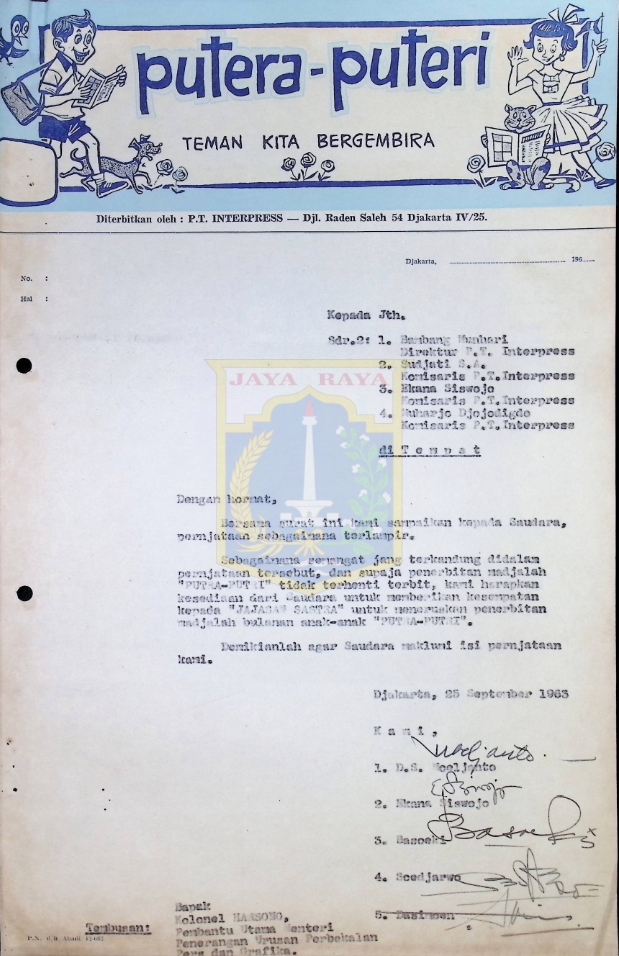 putera-puteri
TEMAN KITA BERGEMBIRA
Diterbitkan oleh : P.T. INTERPRESS — Djl. Raden Saleh 54 Djakarta IV/25.
Djakarta, 196
No. :
Hal :
Kepada Jth.
Sdr.2: 1. Bambang Munhari
Direktur P.T. Interpress
2. Sudjati S.A.
Komisaris P.T.Interpress
3. Ekana Siswojo
Komisaris P.T.Interpress
4. Muharjo Djojodigdo
Komisaris P.T.Interpress
di T e m p a t
JAYA RAYA
Dengan hormat,
Bersama surat ini kami sampaikan kepada Saudara,
pernjataan sebagaimana terlampir.
Sebagaimana semangat jang terkandung didalam
pernjataan tersebut, dan supaja penerbitan madjalah
"PUTRA-PUTRI" tidak terhenti terbit, kami harapkan
kesediaan dari Saudara untuk memberikan kesempatan
kepada "JAJASAN SASTRA" untuk meneruskan penerbitan
madjalah bulanan anak-anak "PUTRA-PUTRI".
Demikianlah agar Saudara maklumi isi pernjataan
kami.
Djakarta, 25 September 1963
K a m i ,
1. D.S. Moeljanto
2. Ekana Siswojo
3. Basoeki
4. Soedjarwo
5. Dasimoen
Tembusan:
Bapak
Kolonel HARSONO,
Pembantu Utama Menteri
Penerangan Urusan Perbekalan
Pers dan Grafika.